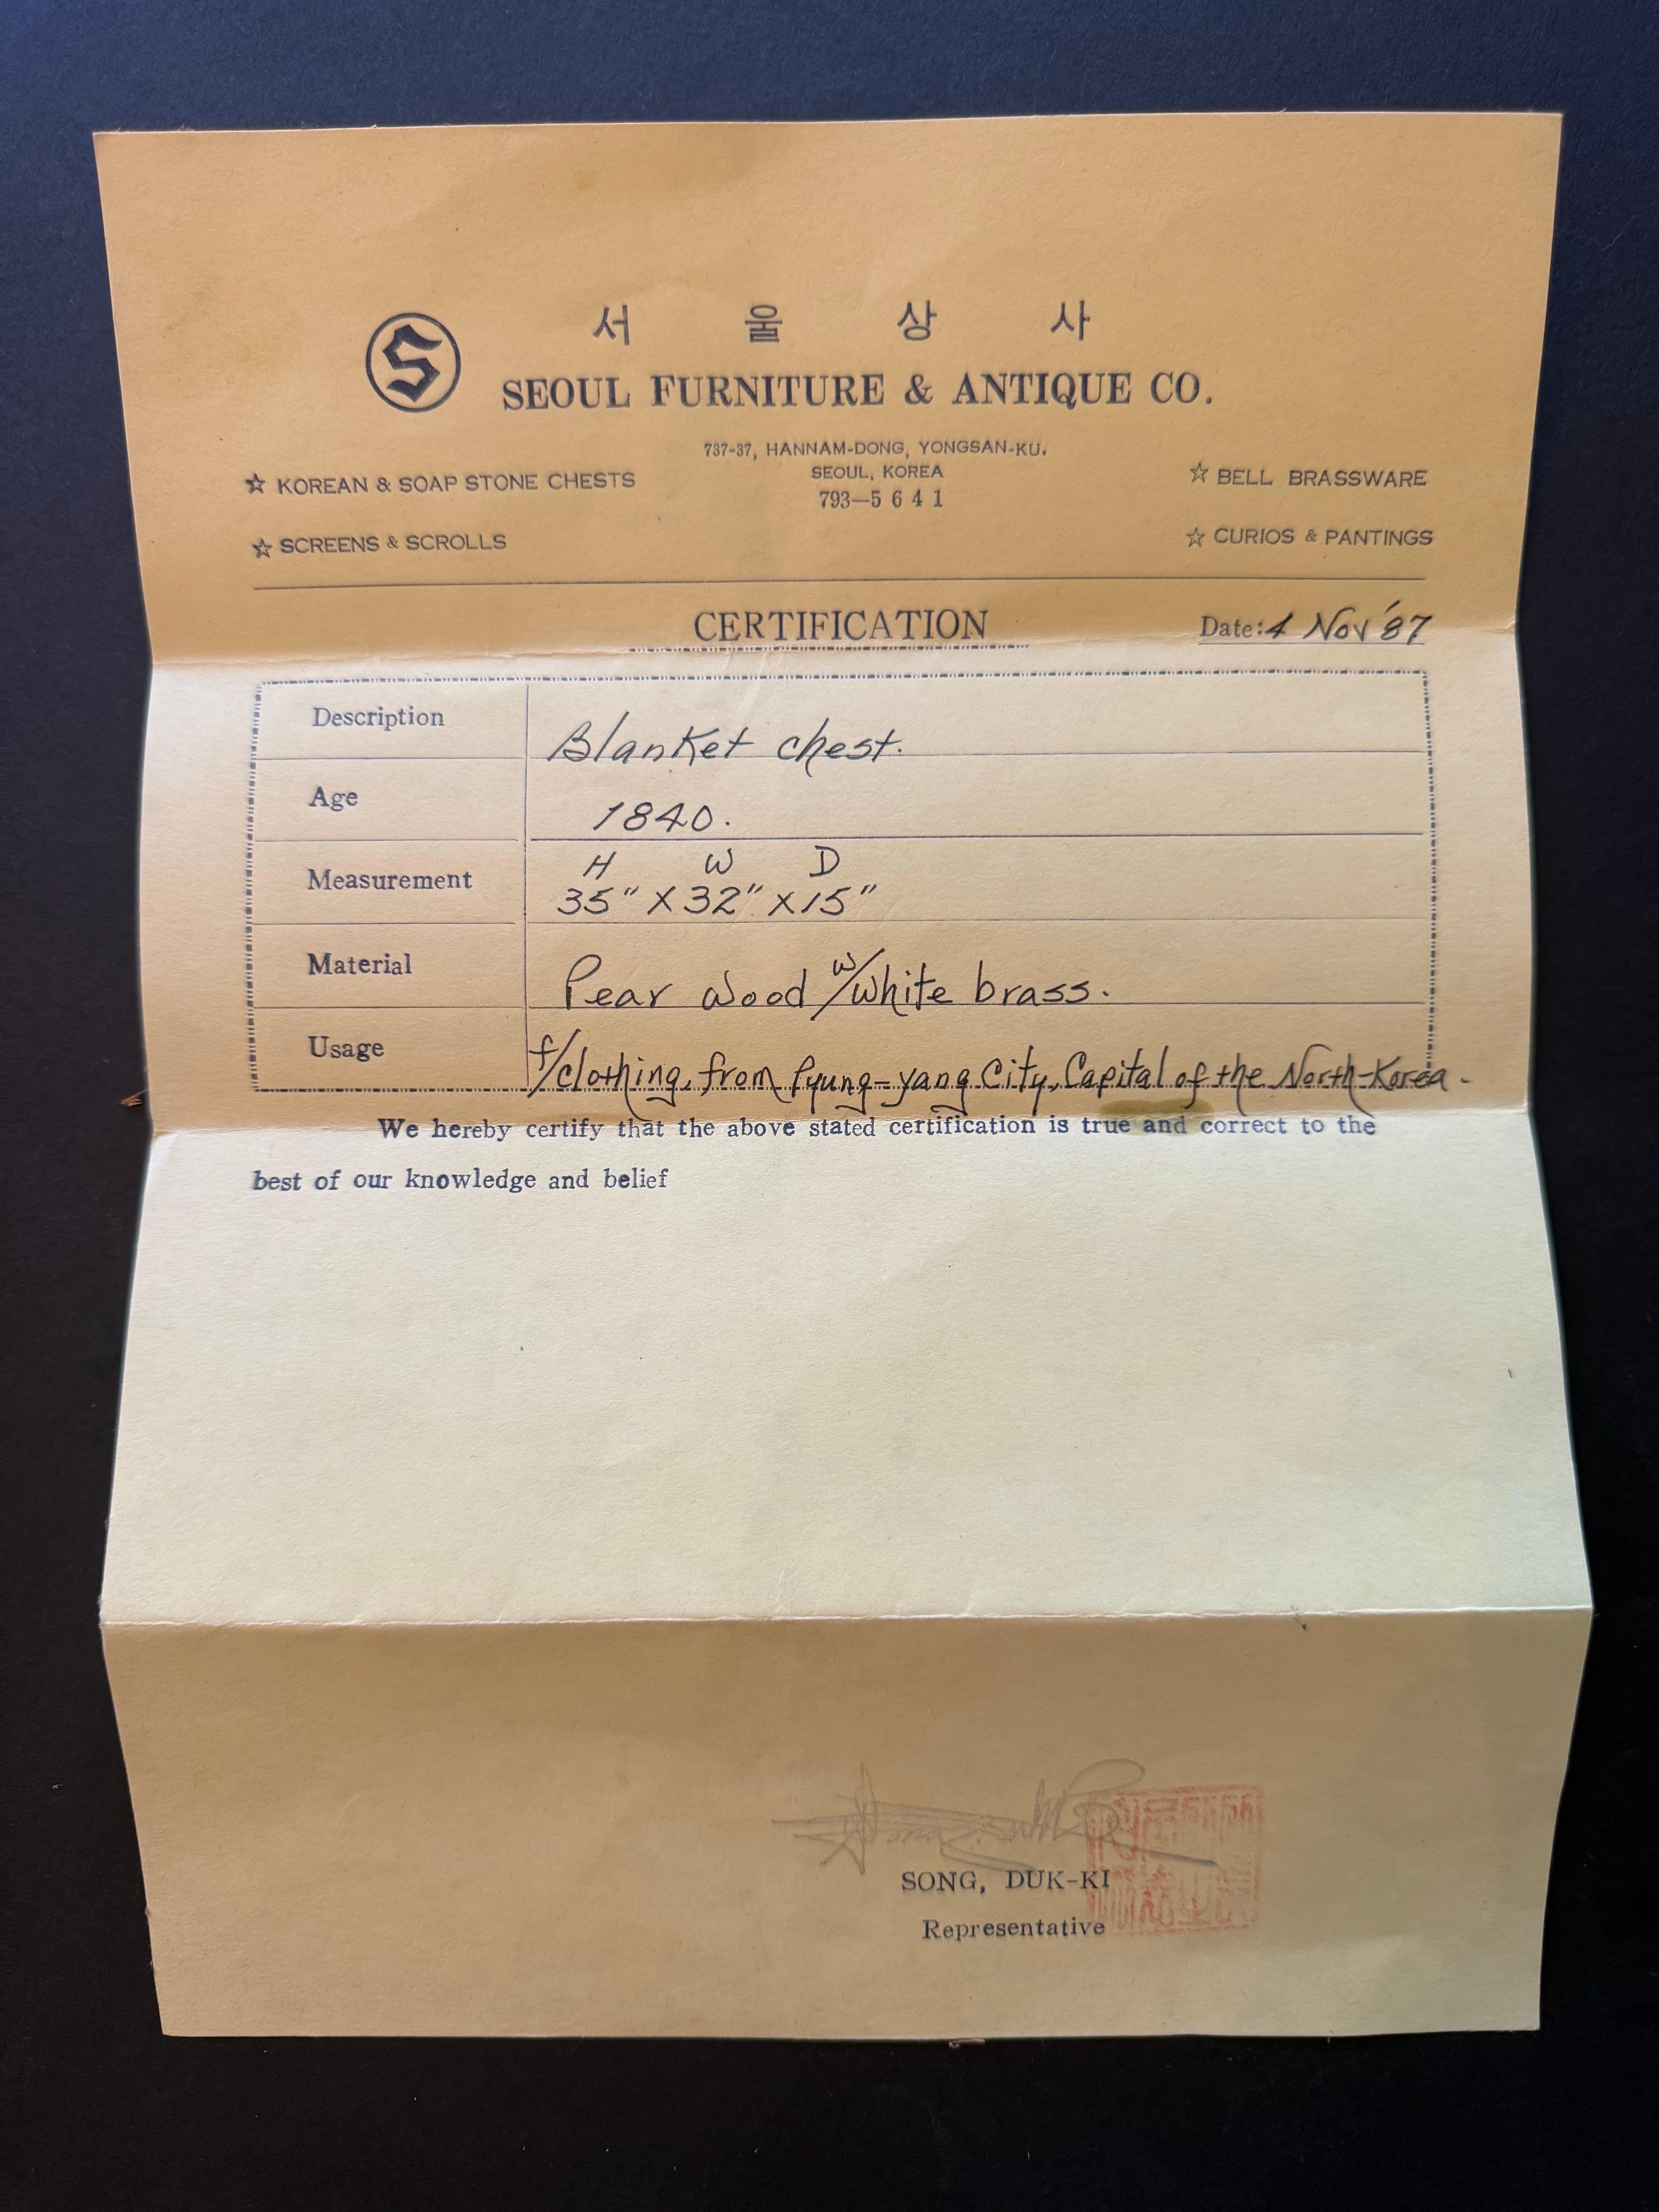 S
서 울 상 사
SEOUL FURNITURE & ANTIQUE CO.
737-37, HANNAM-DONG, YONGSAN-KU,
SEOUL, KOREA
793-5 6 4 1
☆ KOREAN & SOAP STONE CHESTS
☆ SCREENS & SCROLLS
☆ BELL BRASSWARE
☆ CURIOS & PANTINGS
CERTIFICATION
Date: 4 Nov '87
Description Blanket chest.
Age 1840.
H W D
Measurement 35" X 32" X 15"
Material Pear wood w/white brass.
Usage f/clothing, from Pyung-yang City, Capital of the North-Korea.
We hereby certify that the above stated certification is true and correct to the
best of our knowledge and belief
SONG, DUK-KI
Representative